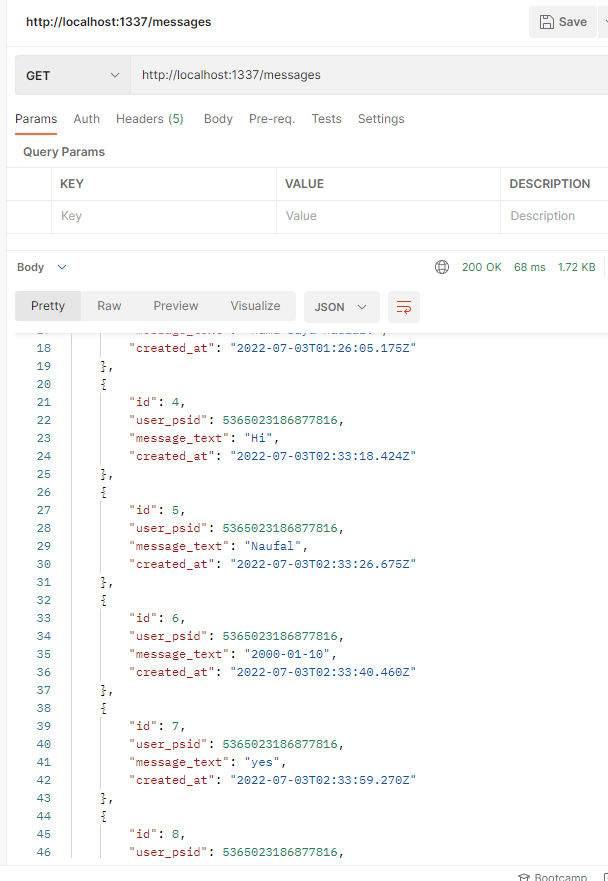 http://localhost:1337/messages
Save
GET http://localhost:1337/messages
Params Auth Headers (5) Body Pre-req. Tests Settings
Query Params
KEY VALUE DESCRIPTION
Key Value Description
Body 200 OK 68 ms 1.72 KB
Pretty Raw Preview Visualize JSON
18 "created_at": "2022-07-03T01:26:05.175Z"
19 },
20 {
21 "id": 4,
22 "user_psid": 5365023186877816,
23 "message_text": "Hi",
24 "created_at": "2022-07-03T02:33:18.424Z"
25 },
26 {
27 "id": 5,
28 "user_psid": 5365023186877816,
29 "message_text": "Naufal",
30 "created_at": "2022-07-03T02:33:26.675Z"
31 },
32 {
33 "id": 6,
34 "user_psid": 5365023186877816,
35 "message_text": "2000-01-10",
36 "created_at": "2022-07-03T02:33:40.460Z"
37 },
38 {
39 "id": 7,
40 "user_psid": 5365023186877816,
41 "message_text": "yes",
42 "created_at": "2022-07-03T02:33:59.270Z"
43 },
44 {
45 "id": 8,
46 "user_psid": 5365023186877816,
Bootcamp